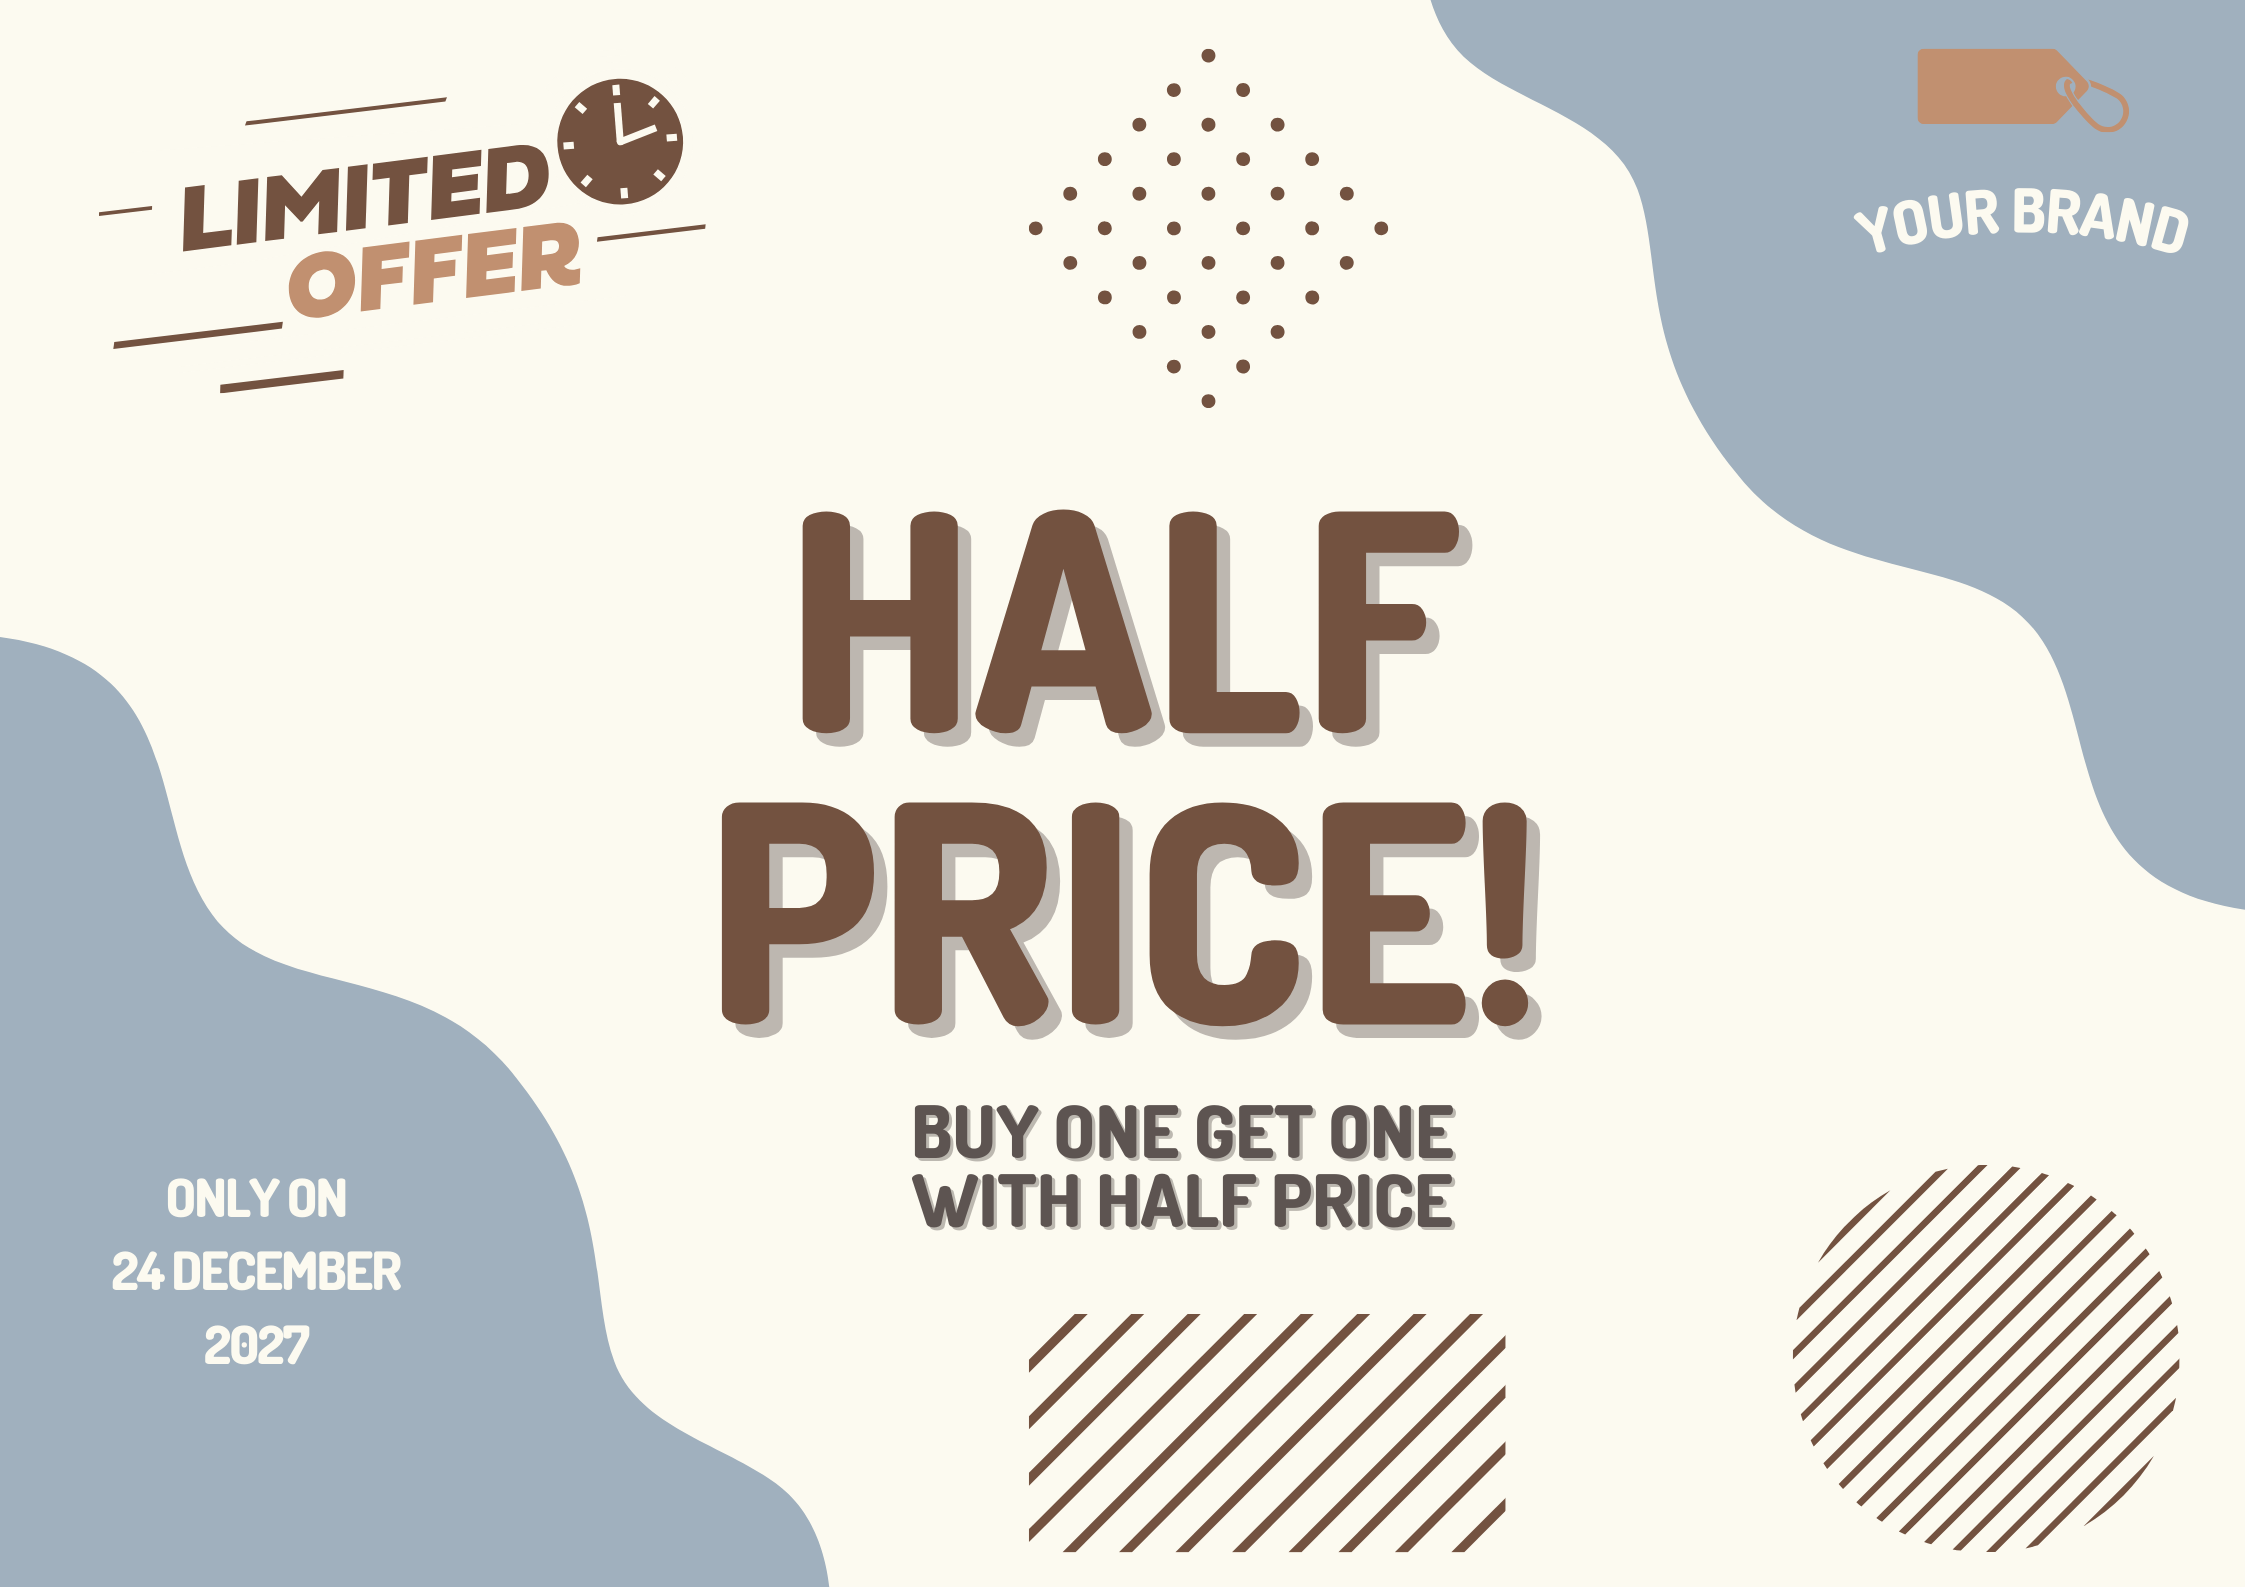 LIMITED
OFFER
YOUR BRAND
HALF
PRICE!
BUY ONE GET ONE
WITH HALF PRICE
ONLY ON
24 DECEMBER
2027